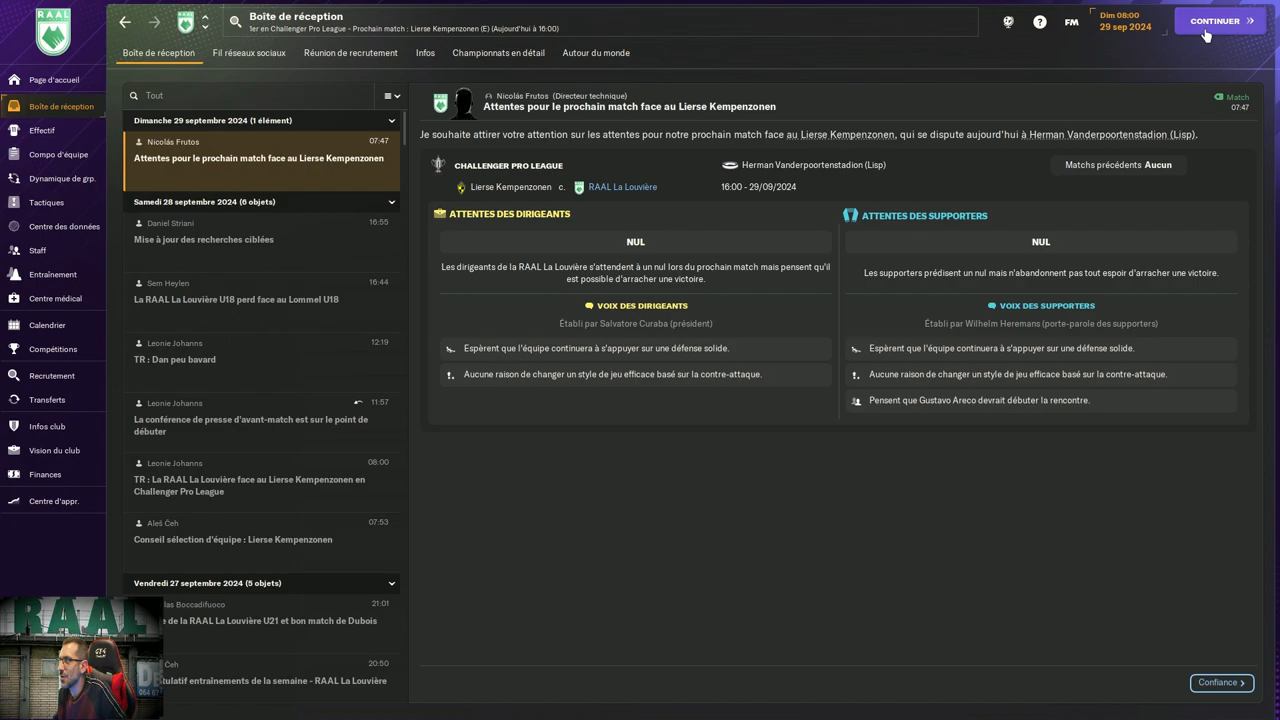 RAAL
Boîte de réception
1er en Challenger Pro League - Prochain match : Lierse Kempenzonen (E) (Aujourd'hui à 16:00)
FM
Dim 08:00
29 sep 2024
CONTINUER
Boîte de réception
Fil réseaux sociaux
Réunion de recrutement
Infos
Championnats en détail
Autour du monde
Page d'accueil
Boîte de réception
Effectif
Compo d'équipe
Dynamique de grp.
Tactiques
Centre des données
Staff
Entraînement
Centre médical
Calendrier
Compétitions
Recrutement
Transferts
Infos club
Vision du club
Finances
Centre d'appr.
Tout
Dimanche 29 septembre 2024 (1 élément)
Nicolás Frutos 07:47
Attentes pour le prochain match face au Lierse Kempenzonen
Samedi 28 septembre 2024 (6 objets)
Daniel Striani 16:55
Mise à jour des recherches ciblées
Sem Heylen 16:44
La RAAL La Louvière U18 perd face au Lommel U18
Leonie Johanns 12:19
TR : Dan peu bavard
Leonie Johanns 11:57
La conférence de presse d'avant-match est sur le point de
débuter
Leonie Johanns 08:00
TR : La RAAL La Louvière face au Lierse Kempenzonen en
Challenger Pro League
Aleš Čeh 07:53
Conseil sélection d'équipe : Lierse Kempenzonen
Vendredi 27 septembre 2024 (5 objets)
las Boccadifuoco 21:01
de la RAAL La Louvière U21 et bon match de Dubois
Čeh 20:50
tulatif entraînements de la semaine - RAAL La Louvière
Nicolás Frutos (Directeur technique)
Attentes pour le prochain match face au Lierse Kempenzonen
Match
07:47
Je souhaite attirer votre attention sur les attentes pour notre prochain match face au Lierse Kempenzonen, qui se dispute aujourd'hui à Herman Vanderpoortenstadion (Lisp).
CHALLENGER PRO LEAGUE
Herman Vanderpoortenstadion (Lisp)
Matchs précédents Aucun
Lierse Kempenzonen c. RAAL La Louvière
16:00 - 29/09/2024
ATTENTES DES DIRIGEANTS
NUL
Les dirigeants de la RAAL La Louvière s'attendent à un nul lors du prochain match mais pensent qu'il
est possible d'arracher une victoire.
VOIX DES DIRIGEANTS
Établi par Salvatore Curaba (président)
Espèrent que l'équipe continuera à s'appuyer sur une défense solide.
Aucune raison de changer un style de jeu efficace basé sur la contre-attaque.
ATTENTES DES SUPPORTERS
NUL
Les supporters prédisent un nul mais n'abandonnent pas tout espoir d'arracher une victoire.
VOIX DES SUPPORTERS
Établi par Wilhelm Heremans (porte-parole des supporters)
Espèrent que l'équipe continuera à s'appuyer sur une défense solide.
Aucune raison de changer un style de jeu efficace basé sur la contre-attaque.
Pensent que Gustavo Areco devrait débuter la rencontre.
Confiance
RAAL